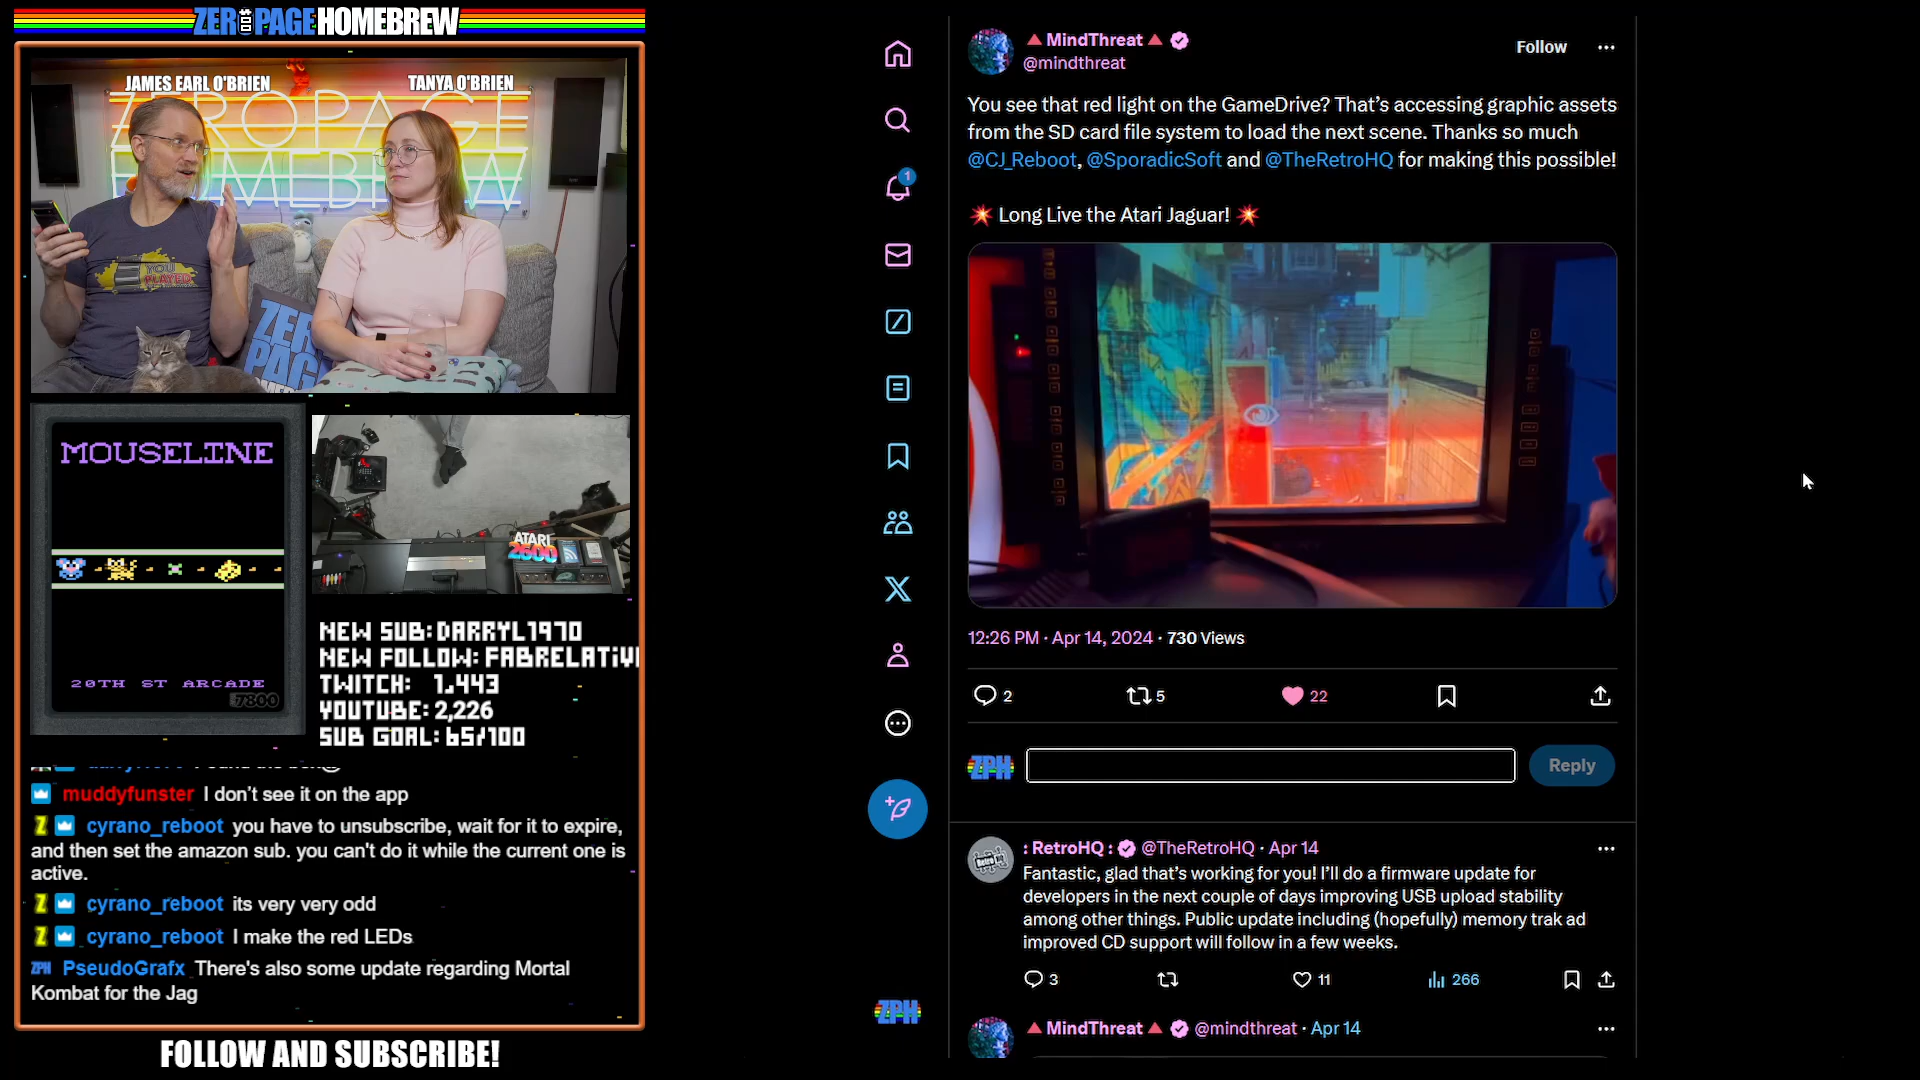 ZEROPAGE HOMEBREW
JAMES EARL O'BRIEN
TANYA O'BRIEN
ZEROPAGE
HOMEBREW
YOU
PLAYED
ZERO
PAGE
MOUSELINE
20TH ST ARCADE
7800
ATARI
2600
NEW SUB: DARRYL1970
NEW FOLLOW: FABRELATIV
TWITCH: 1,443
YOUTUBE: 2,226
SUB GOAL: 65/100
muddyfunster I don't see it on the app
Z cyrano_reboot you have to unsubscribe, wait for it to expire,
and then set the amazon sub. you can't do it while the current one is
active.
Z cyrano_reboot its very very odd
Z cyrano_reboot I make the red LEDs
ZPH PseudoGrafx There's also some update regarding Mortal
Kombat for the Jag
FOLLOW AND SUBSCRIBE!
1
ZPH
MindThreat
@mindthreat
Follow
You see that red light on the GameDrive? That's accessing graphic assets
from the SD card file system to load the next scene. Thanks so much
@CJ_Reboot, @SporadicSoft and @TheRetroHQ for making this possible!
💥 Long Live the Atari Jaguar! 💥
12:26 PM · Apr 14, 2024 · 730 Views
2 5 22
ZPH
Reply
: RetroHQ : @TheRetroHQ · Apr 14
Fantastic, glad that's working for you! I'll do a firmware update for
developers in the next couple of days improving USB upload stability
among other things. Public update including (hopefully) memory trak ad
improved CD support will follow in a few weeks.
3 11 266
MindThreat @mindthreat · Apr 14